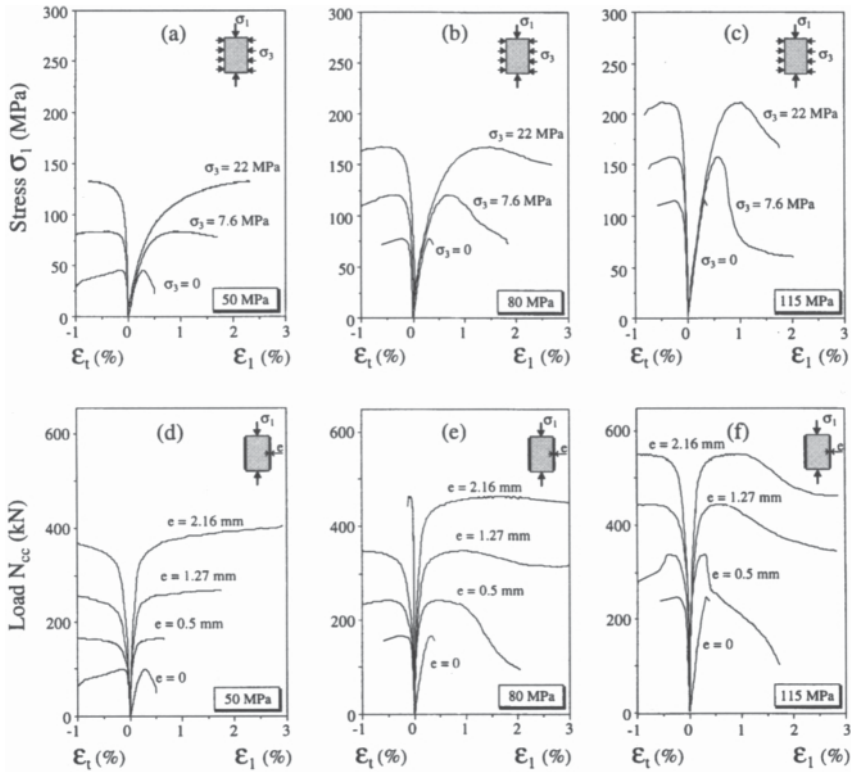 (a)
σ1
σ3
Stress σ1 (MPa)
300
250
200
150
100
50
0
σ3 = 22 MPa
σ3 = 7.6 MPa
σ3 = 0
50 MPa
-1 0 1 2 3
εt (%) ε1 (%)
(b)
σ1
σ3
300
250
200
150
100
50
0
σ3 = 22 MPa
σ3 = 7.6 MPa
σ3 = 0
80 MPa
-1 0 1 2 3
εt (%) ε1 (%)
(c)
σ1
σ3
300
250
200
150
100
50
0
σ3 = 22 MPa
σ3 = 7.6 MPa
σ3 = 0
115 MPa
-1 0 1 2 3
εt (%) ε1 (%)
(d)
σ1
e
Load Ncc (kN)
600
400
200
0
e = 2.16 mm
e = 1.27 mm
e = 0.5 mm
e = 0
50 MPa
-1 0 1 2 3
εt (%) ε1 (%)
(e)
σ1
e
600
400
200
0
e = 2.16 mm
e = 1.27 mm
e = 0.5 mm
e = 0
80 MPa
-1 0 1 2 3
εt (%) ε1 (%)
(f)
σ1
e
600
400
200
0
e = 2.16 mm
e = 1.27 mm
e = 0.5 mm
e = 0
115 MPa
-1 0 1 2 3
εt (%) ε1 (%)